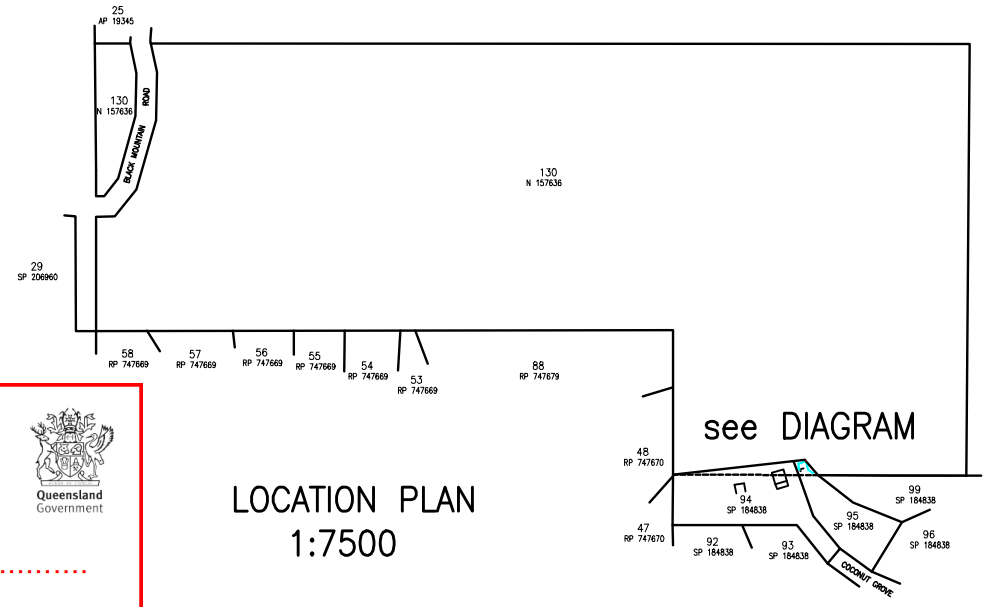 25
AP 19345
130
N 157636
BLACK MOUNTAIN ROAD
130
N 157636
29
SP 206960
58
RP 747669
57
RP 747669
56
RP 747669
55
RP 747669
54
RP 747669
53
RP 747669
88
RP 747679
see DIAGRAM
48
RP 747670
94
SP 184838
99
SP 184838
95
SP 184838
96
SP 184838
47
RP 747670
92
SP 184838
93
SP 184838
COCONUT GROVE
LOCATION PLAN
1:7500
Queensland
Government